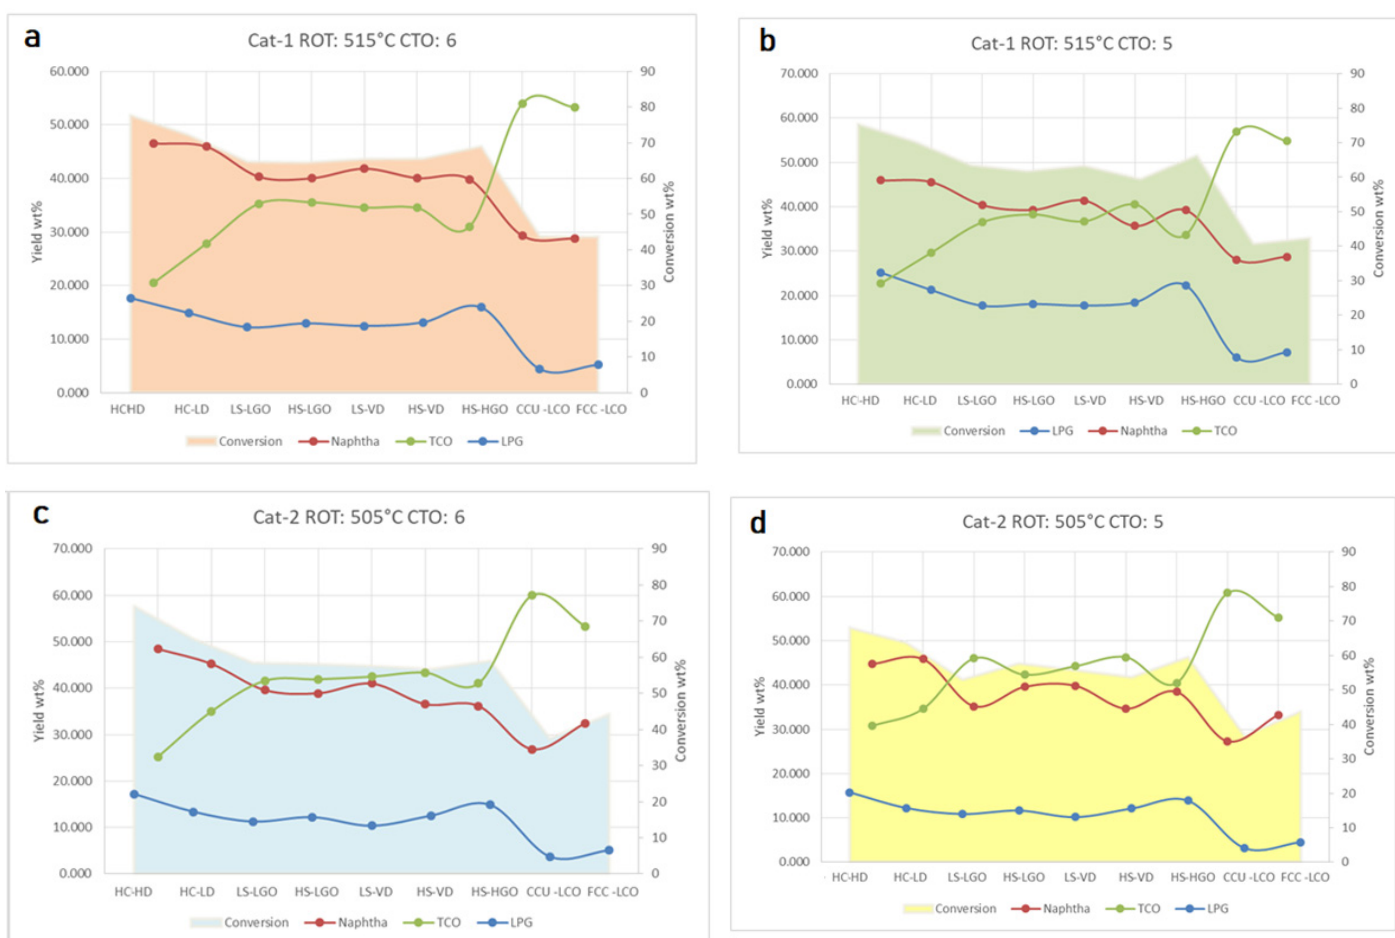 a
Cat-1 ROT: 515°C CTO: 6
60.000
50.000
40.000
30.000
20.000
10.000
0.000
Yield wt%
90
80
70
60
50
40
30
20
10
0
Conversion wt%
HCHD HC-LD LS-LGO HS-LGO LS-VD HS-VD HS-HGO CCU -LCO FCC -LCO
Conversion Naphtha TCO LPG
b
Cat-1 ROT: 515°C CTO: 5
70.000
60.000
50.000
40.000
30.000
20.000
10.000
0.000
Yield wt%
90
80
70
60
50
40
30
20
10
0
Conversion wt%
HC-HD HC-LD LS-LGO HS-LGO LS-VD HS-VD HS-HGO CCU -LCO FCC -LCO
Conversion LPG Naphtha TCO
c
Cat-2 ROT: 505°C CTO: 6
70.000
60.000
50.000
40.000
30.000
20.000
10.000
0.000
Yield wt%
90
80
70
60
50
40
30
20
10
0
Conversion wt%
HC-HD HC-LD LS-LGO HS-LGO LS-VD HS-VD HS-HGO CCU -LCO FCC -LCO
Conversion Naphtha TCO LPG
d
Cat-2 ROT: 505°C CTO: 5
70.000
60.000
50.000
40.000
30.000
20.000
10.000
0.000
Yield wt%
90
80
70
60
50
40
30
20
10
0
Conversion wt%
HC-HD HC-LD LS-LGO HS-LGO LS-VD HS-VD HS-HGO CCU -LCO FCC -LCO
Conversion Naphtha TCO LPG